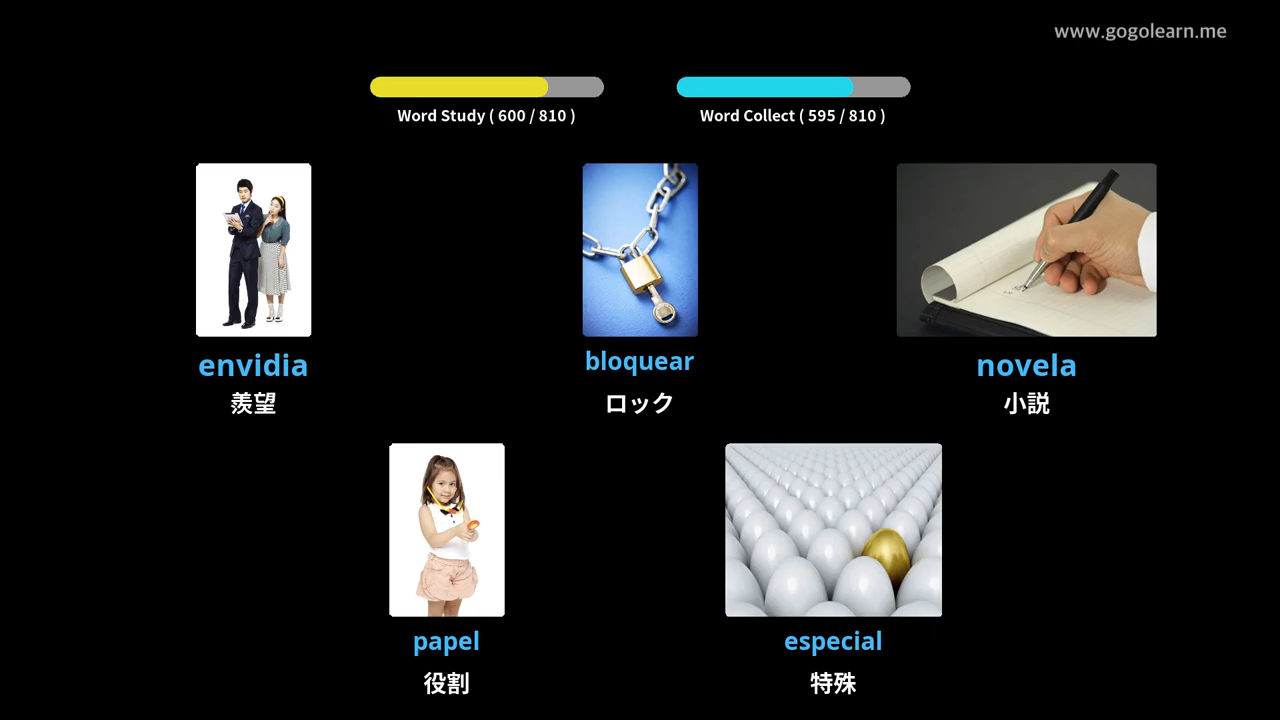 www.gogolearn.me
Word Study ( 600 / 810 )
Word Collect ( 595 / 810 )
envidia
羨望
bloquear
ロック
novela
小説
papel
役割
especial
特殊